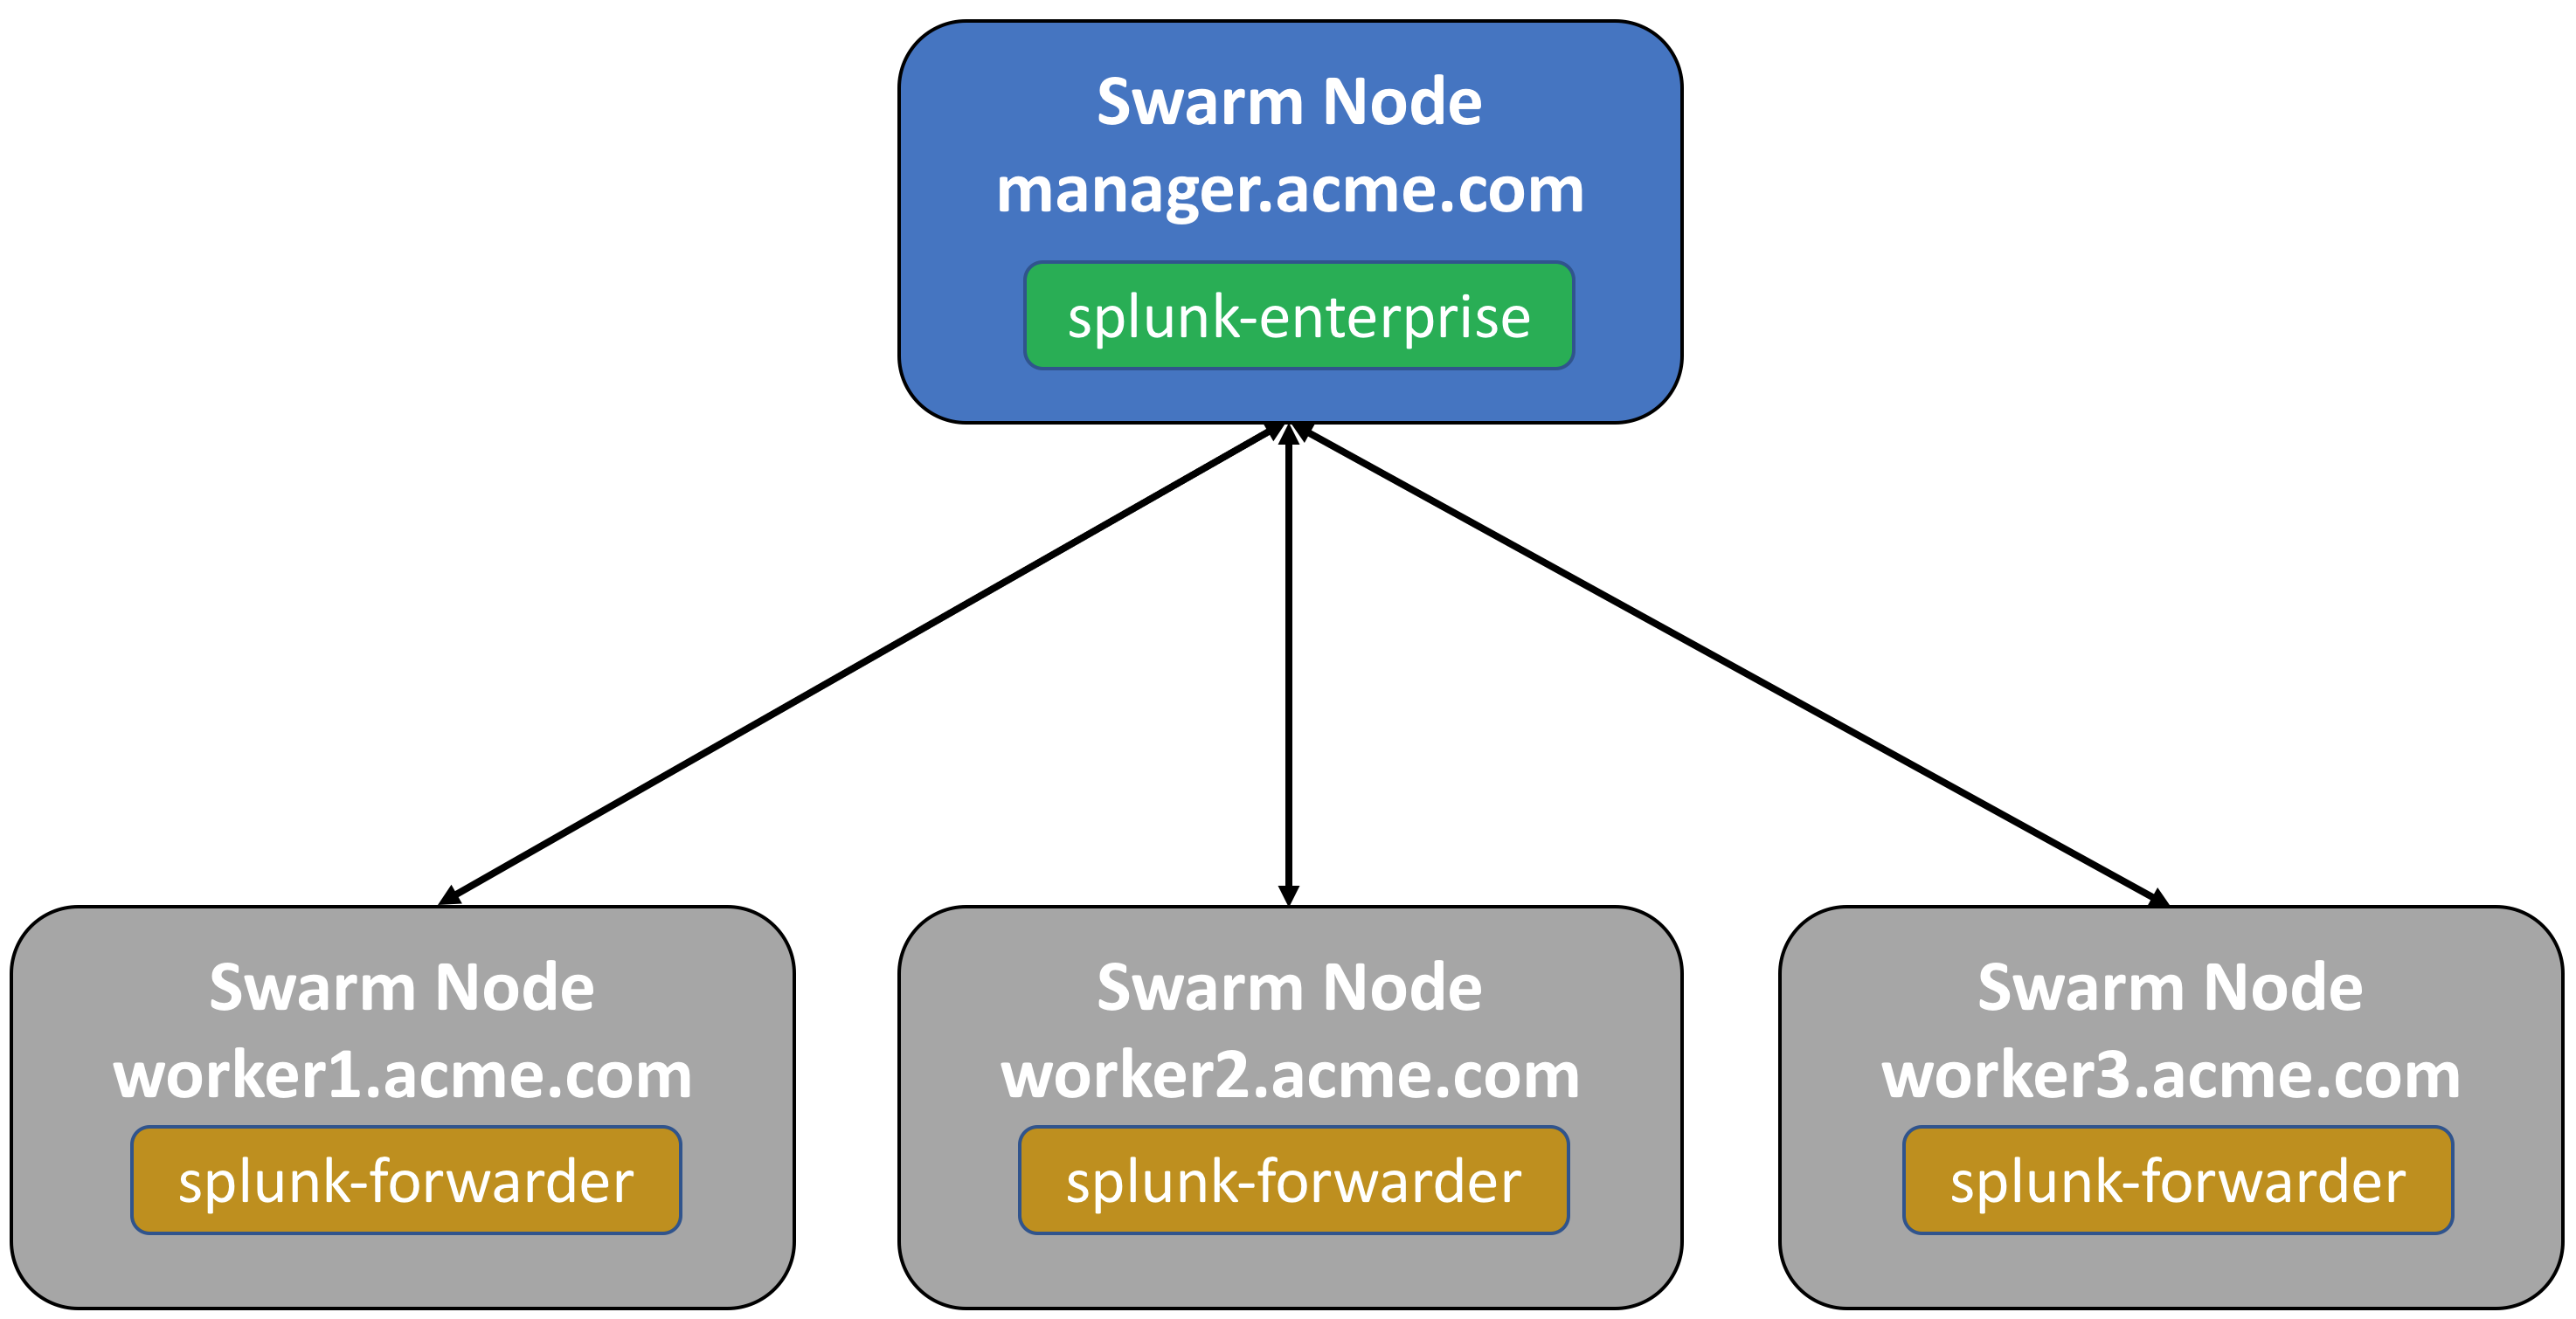 Swarm Node
manager.acme.com
splunk-enterprise
Swarm Node
worker1.acme.com
splunk-forwarder
Swarm Node
worker2.acme.com
splunk-forwarder
Swarm Node
worker3.acme.com
splunk-forwarder